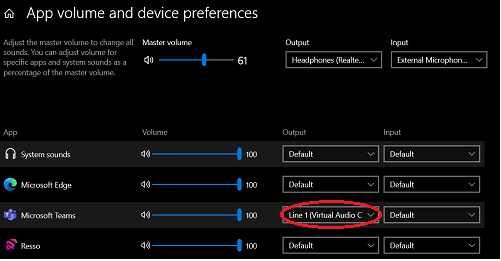 App volume and device preferences
Adjust the master volume to change all
sounds. You can adjust volume for
specific apps and system sounds as a
percentage of the master volume.
Master volume
61
Output
Headphones (Realte...
Input
External Microphon...
App Volume Output Input
System sounds 100 Default Default
Microsoft Edge 100 Default Default
Microsoft Teams 100 Line 1 (Virtual Audio C Default
Resso 100 Default Default